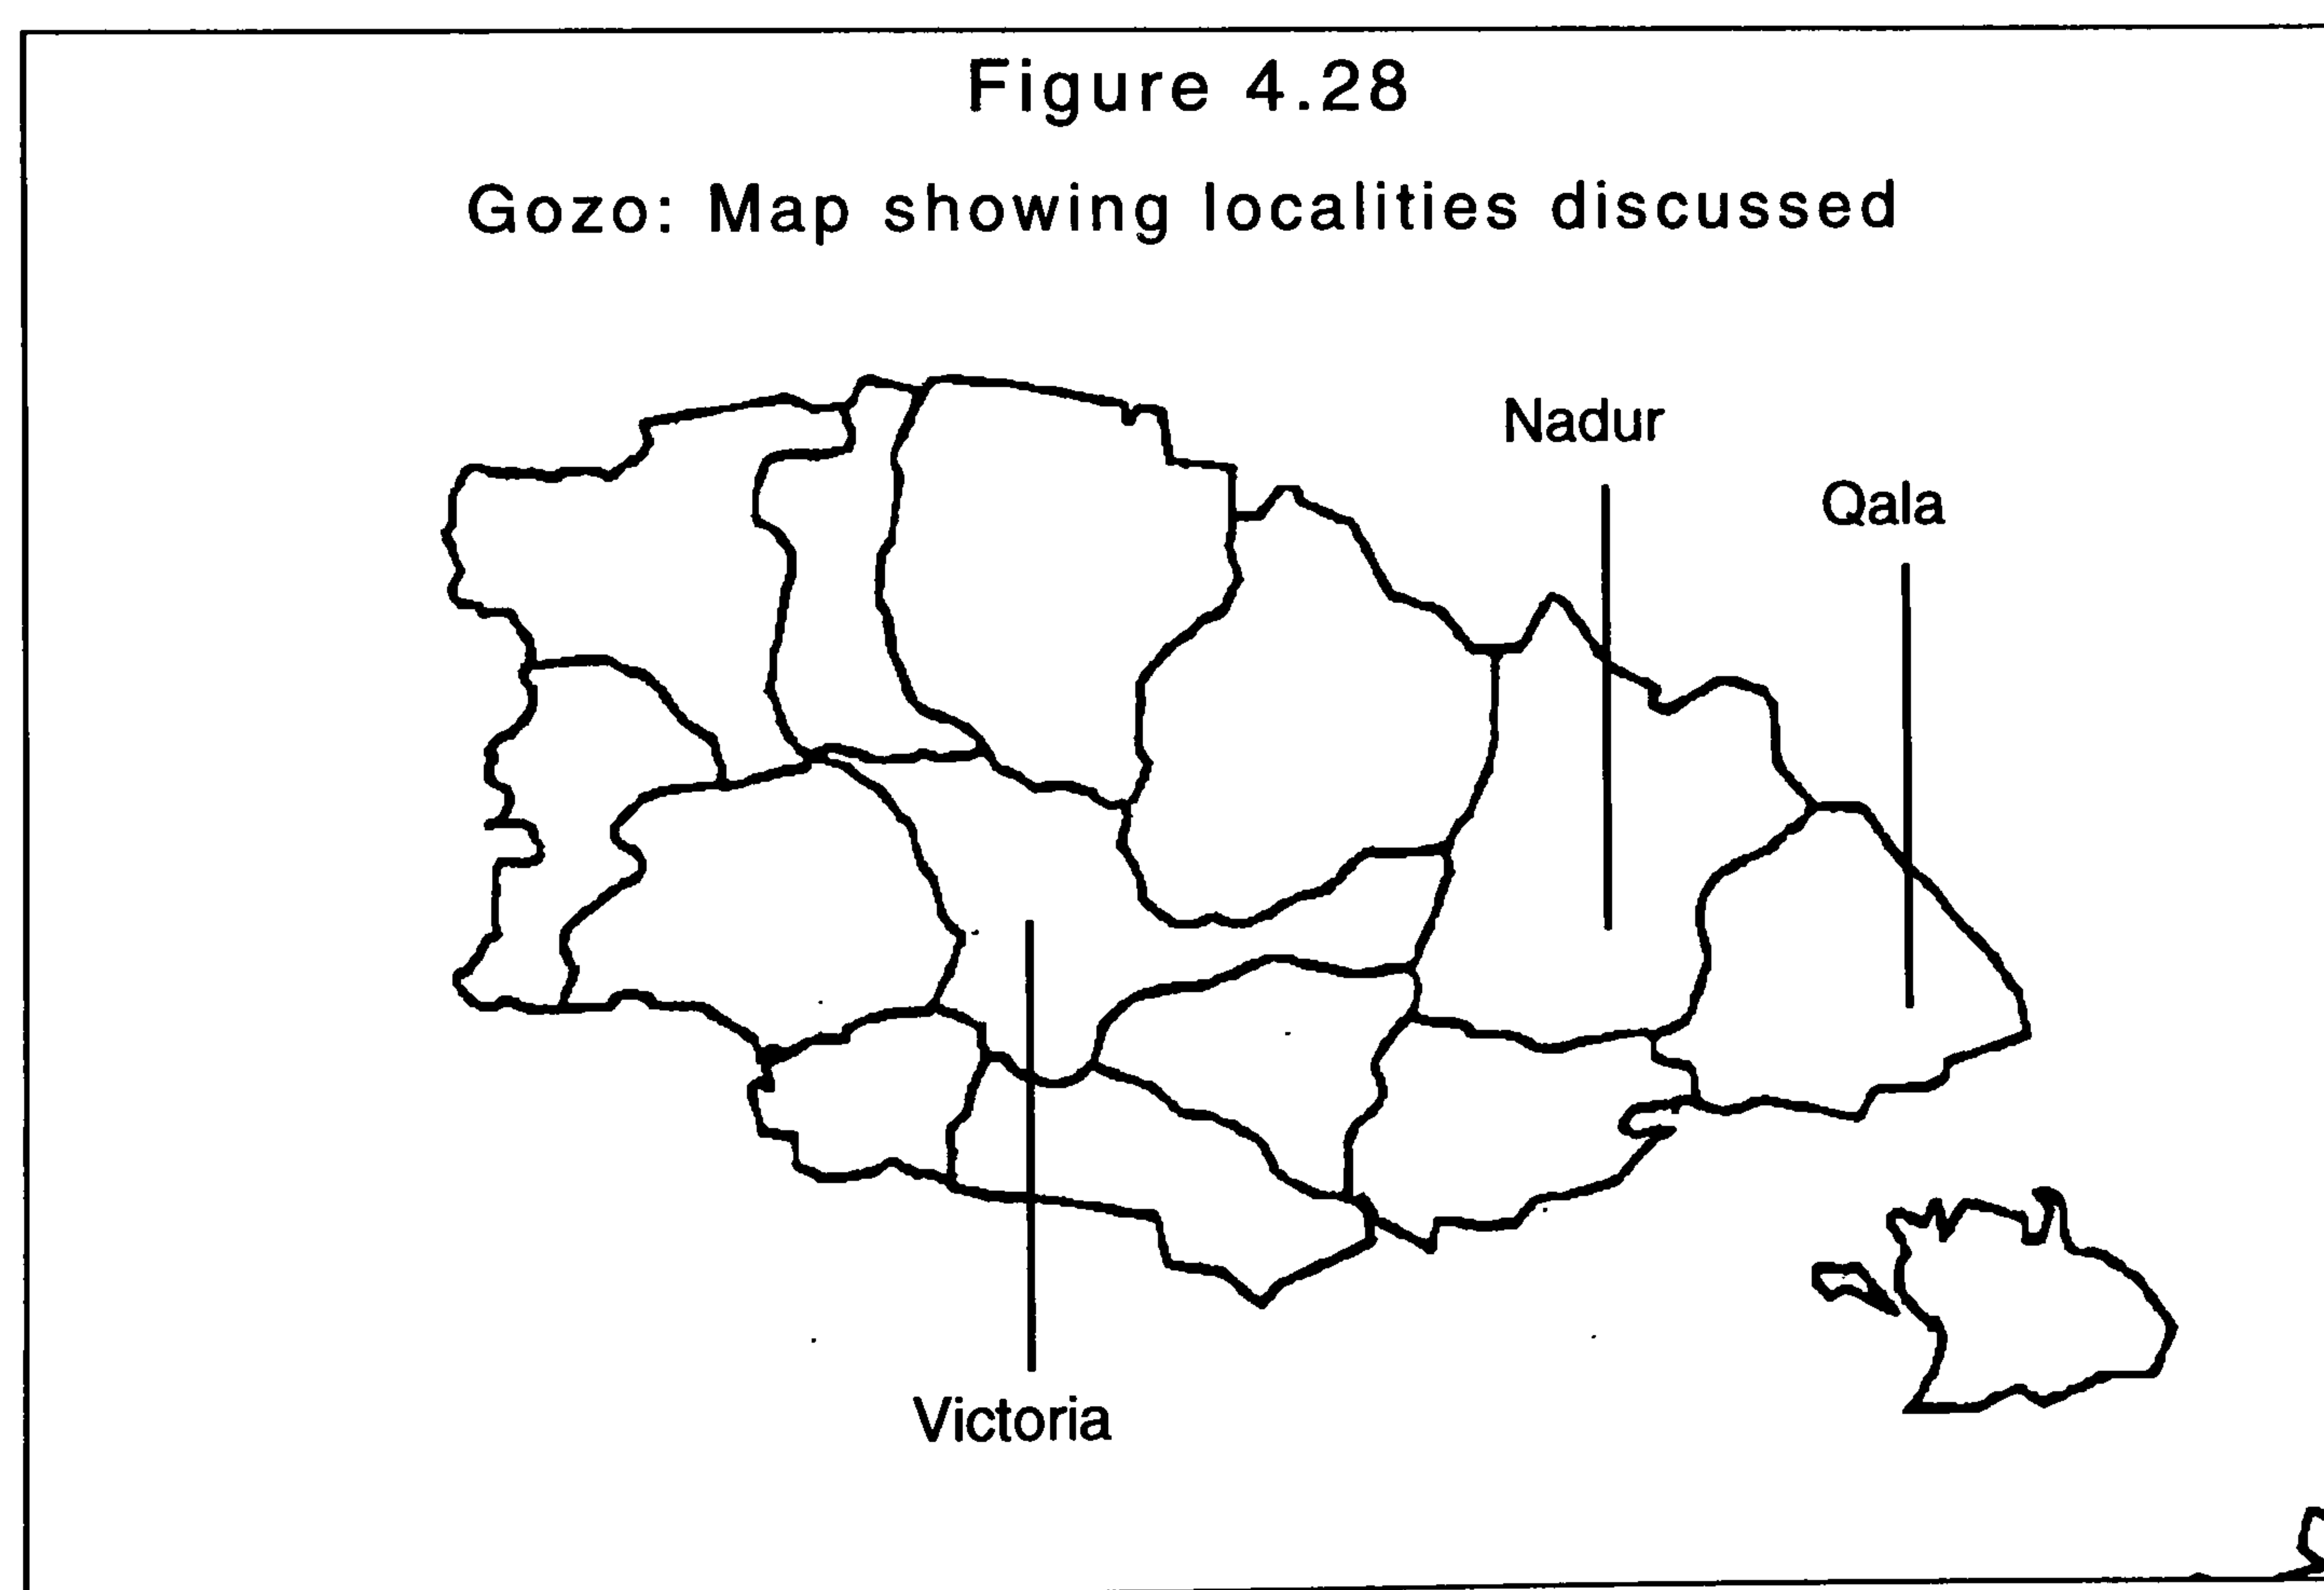 Figure 4.28
Gozo: Map showing localities discussed
Nadur
Qala
Victoria